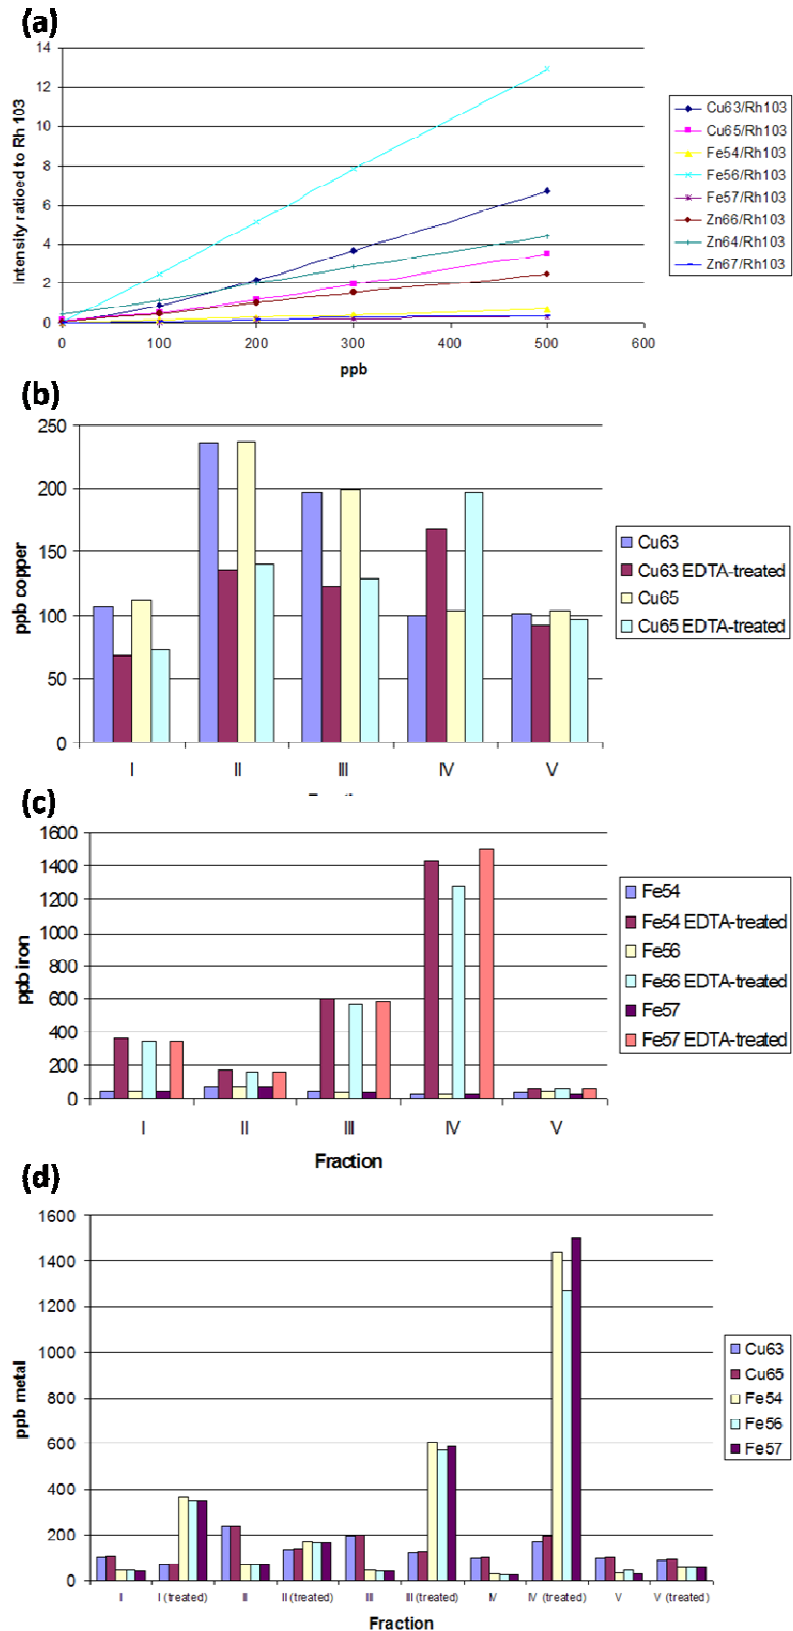 (a)
14
12
10
8
6
4
2
0
0 100 200 300 400 500 600
Intensity ratioed to Rh 103
ppb
Cu63/Rh103
Cu65/Rh103
Fe54/Rh103
Fe56/Rh103
Fe57/Rh103
Zn66/Rh103
Zn64/Rh103
Zn67/Rh103
(b)
250
200
150
100
50
0
ppb copper
I II III IV V
Cu63
Cu63 EDTA-treated
Cu65
Cu65 EDTA-treated
(c)
1600
1400
1200
1000
800
600
400
200
0
ppb iron
I II III IV V
Fraction
Fe54
Fe54 EDTA-treated
Fe56
Fe56 EDTA-treated
Fe57
Fe57 EDTA-treated
(d)
1600
1400
1200
1000
800
600
400
200
0
ppb metal
I (treated) II (treated) III III (treated) IV IV (treated) V V (treated)
Fraction
Cu63
Cu65
Fe54
Fe56
Fe57